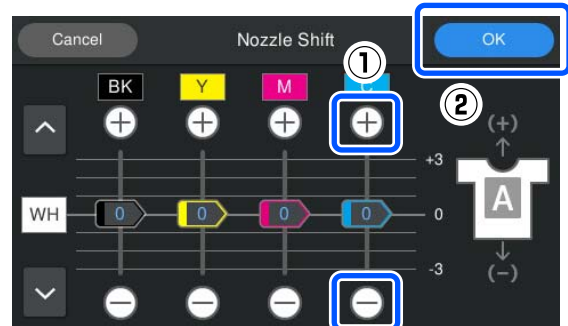 Cancel Nozzle Shift OK
①
BK Y M C
②
(+)
+3
A
WH 0 0 0 0 0
-3
(−)